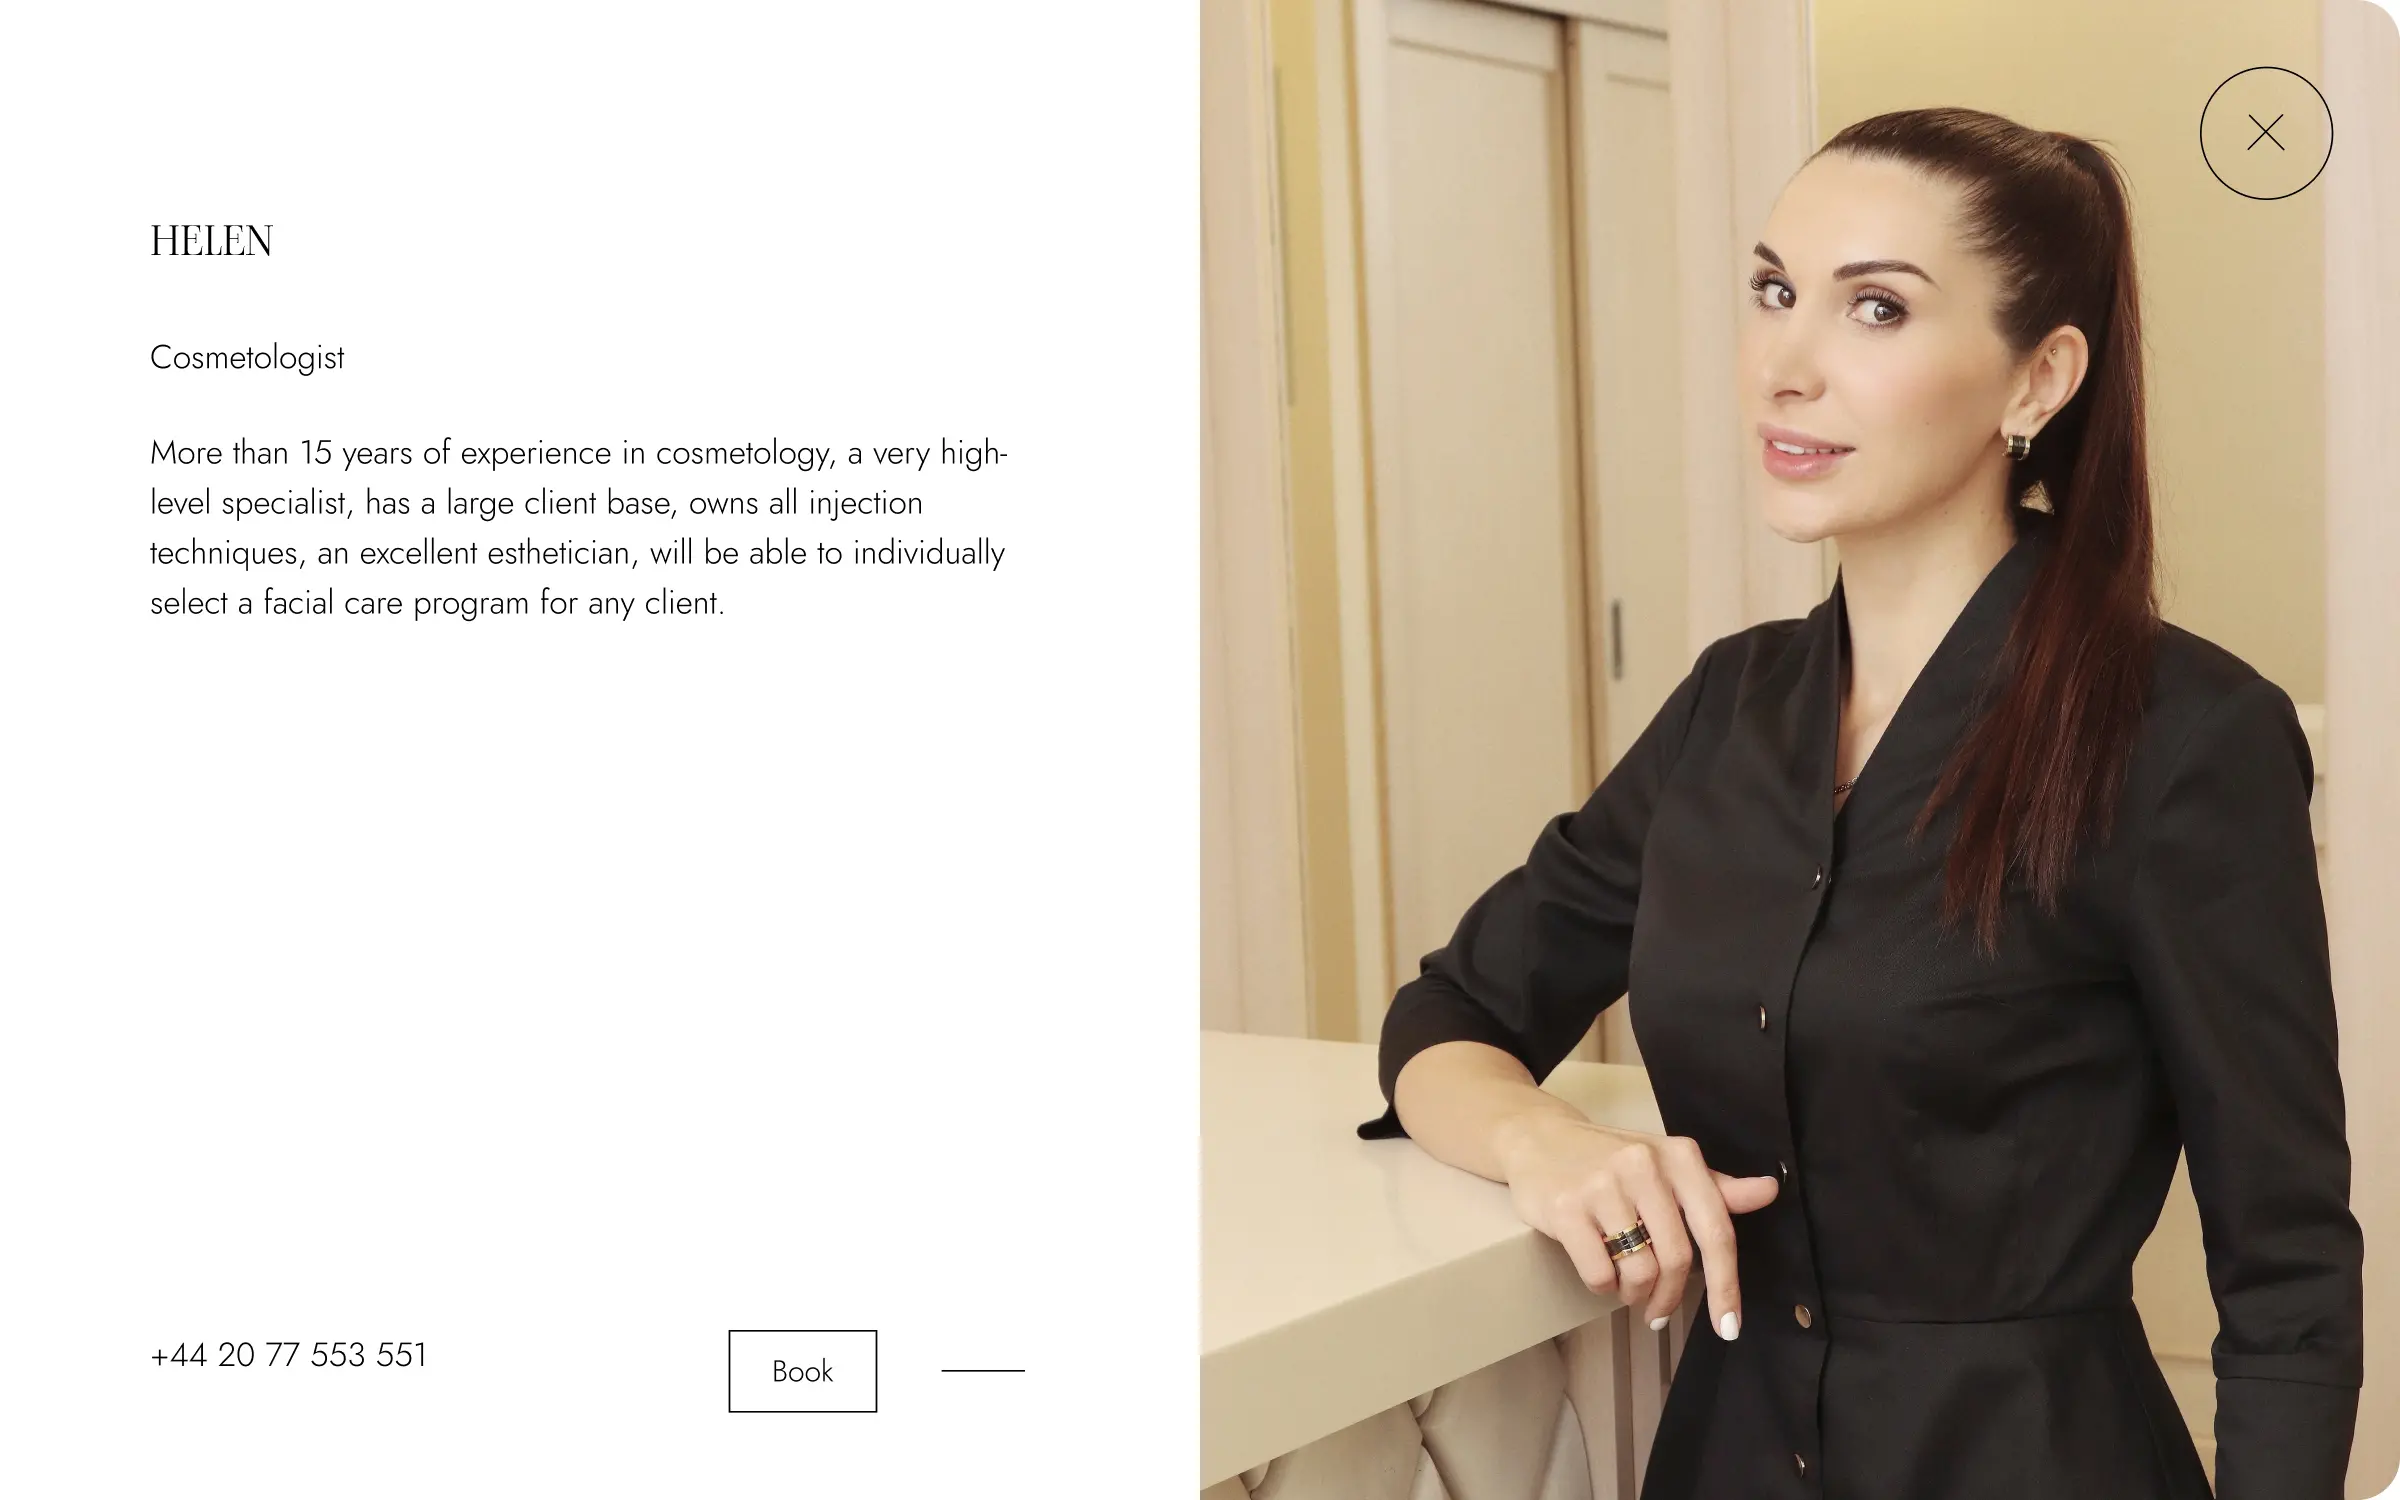 HELEN
Cosmetologist
More than 15 years of experience in cosmetology, a very high-
level specialist, has a large client base, owns all injection
techniques, an excellent esthetician, will be able to individually
select a facial care program for any client.
+44 20 77 553 551
Book